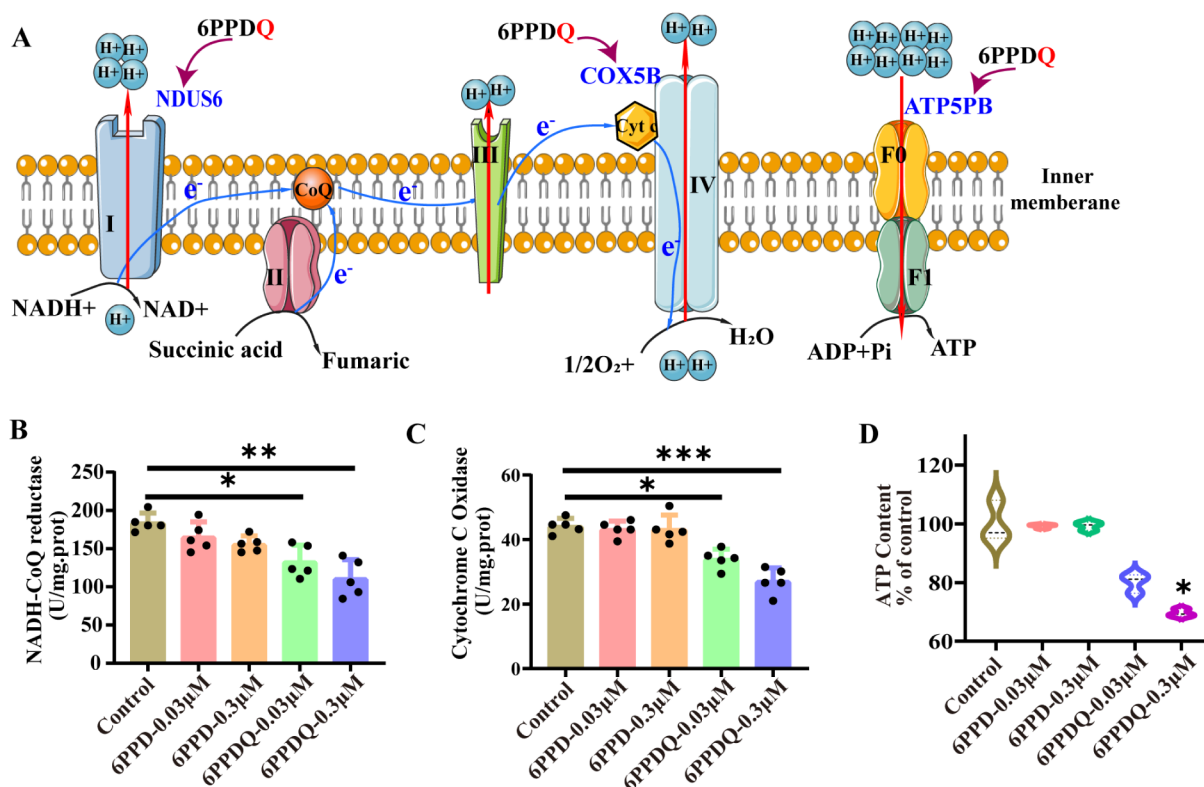 A
6PPDQ
NDUS6
6PPDQ
COX5B
6PPDQ
ATP5PB
H+ H+
H+ H+
H+ H+
H+ H+
H+ H+ H+ H+
H+ H+ H+ H+
I
e-
CoQ
e-
III
e-
Cyt c
IV
F0
Inner
memberane
II
e-
e-
F1
NADH+
NAD+
H+
Succinic acid
Fumaric
1/2O₂+
H₂O
H+ H+
ADP+Pi
ATP
B
NADH-CoQ reductase
(U/mg.prot)
250
200
150
100
50
0
**
*
Control
6PPD-0.03μM
6PPD-0.3μM
6PPDQ-0.03μM
6PPDQ-0.3μM
C
Cytochrome C Oxidase
(U/mg.prot)
60
40
20
0
***
*
Control
6PPD-0.03μM
6PPD-0.3μM
6PPDQ-0.03μM
6PPDQ-0.3μM
D
ATP Content
% of control
120
100
80
60
*
Control
6PPD-0.03μM
6PPD-0.3μM
6PPDQ-0.03μM
6PPDQ-0.3μM